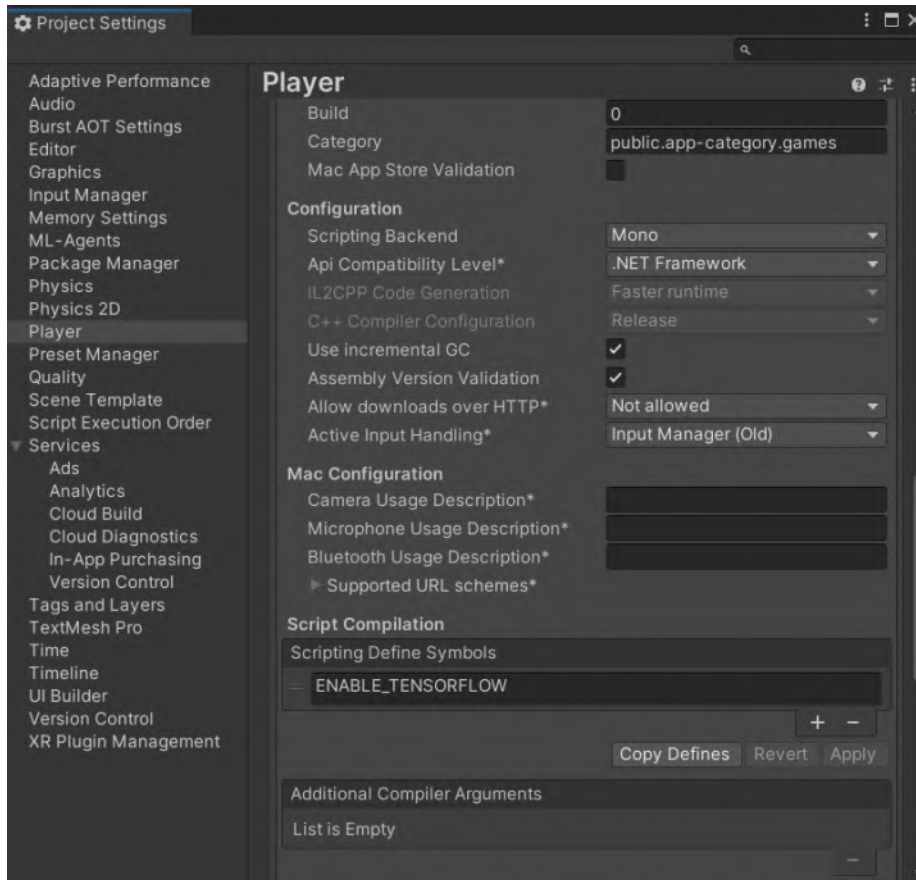 Project Settings
Adaptive Performance
Audio
Burst AOT Settings
Editor
Graphics
Input Manager
Memory Settings
ML-Agents
Package Manager
Physics
Physics 2D
Player
Preset Manager
Quality
Scene Template
Script Execution Order
Services
Ads
Analytics
Cloud Build
Cloud Diagnostics
In-App Purchasing
Version Control
Tags and Layers
TextMesh Pro
Time
Timeline
UI Builder
Version Control
XR Plugin Management
Player
Build 0
Category public.app-category.games
Mac App Store Validation
Configuration
Scripting Backend Mono
Api Compatibility Level* .NET Framework
IL2CPP Code Generation Faster runtime
C++ Compiler Configuration Release
Use incremental GC
Assembly Version Validation
Allow downloads over HTTP* Not allowed
Active Input Handling* Input Manager (Old)
Mac Configuration
Camera Usage Description*
Microphone Usage Description*
Bluetooth Usage Description*
Supported URL schemes*
Script Compilation
Scripting Define Symbols
ENABLE_TENSORFLOW
+ −
Copy Defines Revert Apply
Additional Compiler Arguments
List is Empty
−